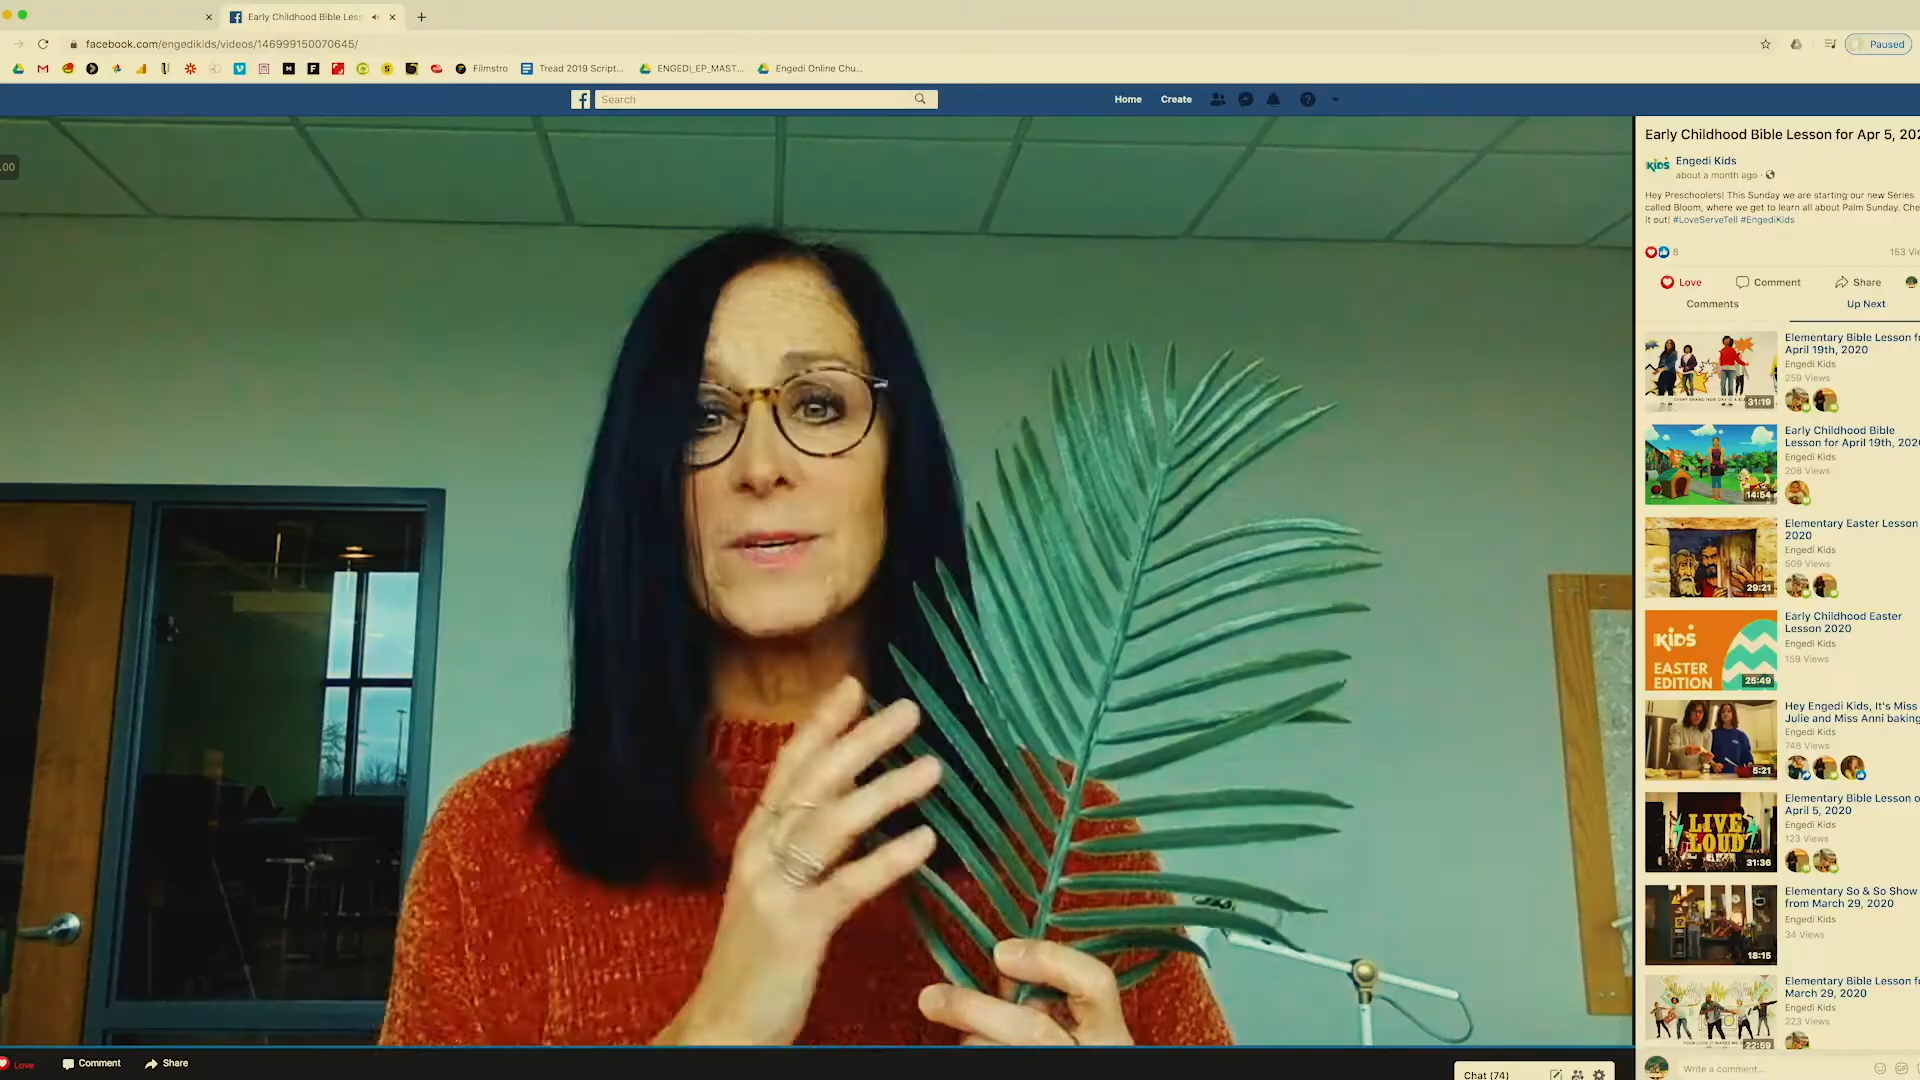 Early Childhood Bible Less
facebook.com/engedikids/videos/146999150070645/
Paused
Filmstro
Tread 2019 Script...
ENGEDI_EP_MAST...
Engedi Online Chu...
Search
Home
Create
.00
Early Childhood Bible Lesson for Apr 5, 202
KIDS
Engedi Kids
about a month ago ·
Hey Preschoolers! This Sunday we are starting our new Series
called Bloom, where we get to learn all about Palm Sunday. Che
it out! #LoveServeTell #EngediKids
8
153 Vie
Love
Comment
Share
Comments
Up Next
Elementary Bible Lesson fo
April 19th, 2020
Engedi Kids
259 Views
31:19
Early Childhood Bible
Lesson for April 19th, 2020
Engedi Kids
208 Views
14:54
Elementary Easter Lesson
2020
Engedi Kids
509 Views
29:21
Early Childhood Easter
Lesson 2020
Engedi Kids
159 Views
KIDS
EASTER
EDITION
25:49
Hey Engedi Kids, It's Miss
Julie and Miss Anni baking
Engedi Kids
748 Views
5:21
Elementary Bible Lesson o
April 5, 2020
Engedi Kids
123 Views
LIVE
LOUD
31:36
Elementary So & So Show
from March 29, 2020
Engedi Kids
34 Views
18:15
Elementary Bible Lesson fo
March 29, 2020
Engedi Kids
223 Views
22:59
Love
Comment
Share
Chat (74)
Write a comment...